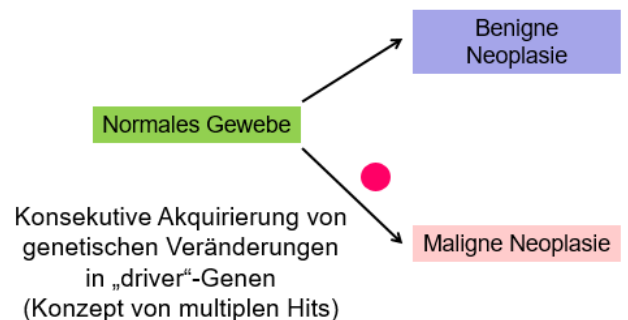 Benigne
Neoplasie
Normales Gewebe
Konsekutive Akquirierung von
genetischen Veränderungen
in „driver“-Genen
(Konzept von multiplen Hits)
Maligne Neoplasie